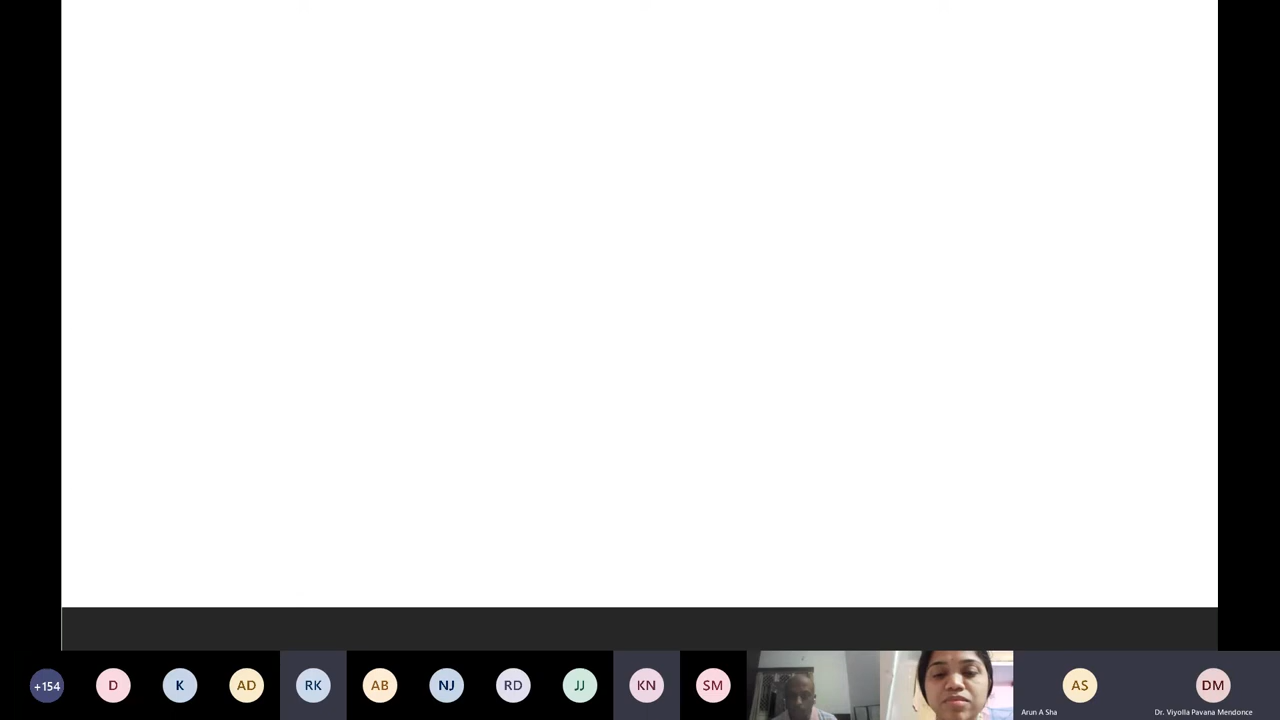 +154
D
K
AD
RK
AB
NJ
RD
JJ
KN
SM
AS
DM
Arun A Sha
Dr. Viyolla Pavana Mendonce